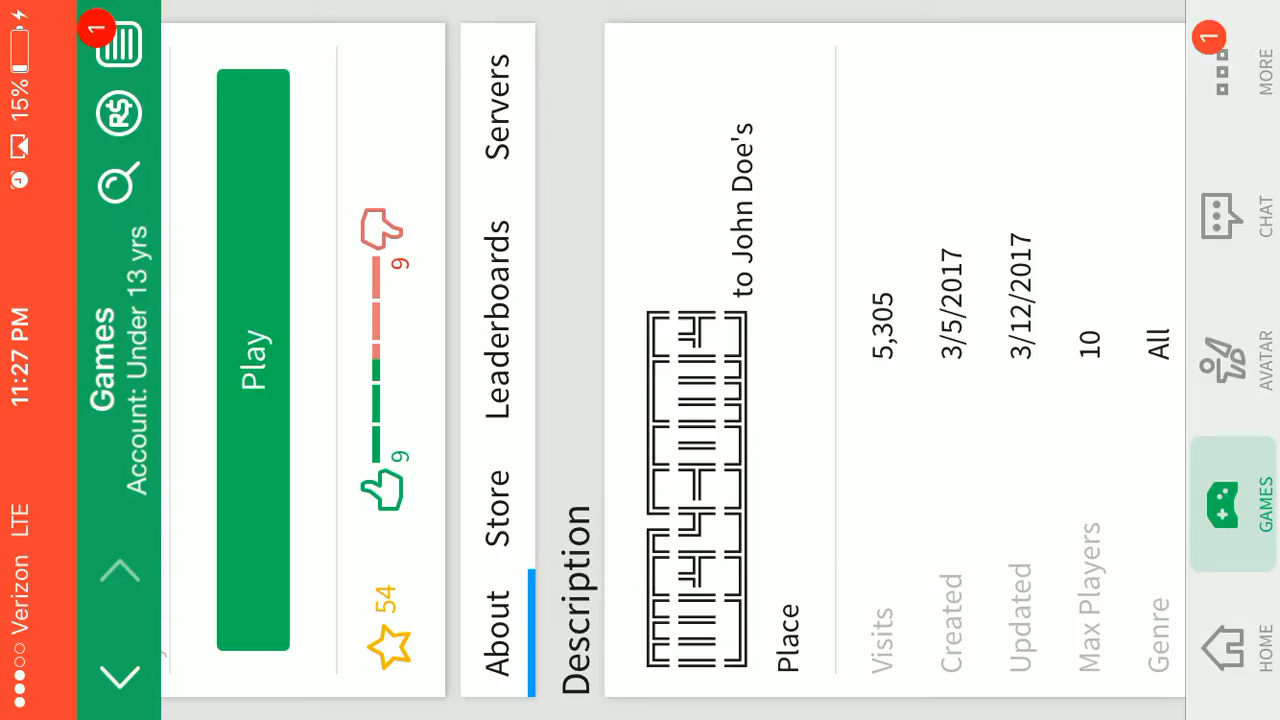 Verizon LTE 11:27 PM 15%
Games
Account: Under 13 yrs
R$
1
Play
54
9
9
About Store Leaderboards Servers
Description
WELCOME to John Doe's
Place
Visits 5,305
Created 3/5/2017
Updated 3/12/2017
Max Players 10
Genre All
1
HOME GAMES AVATAR CHAT MORE